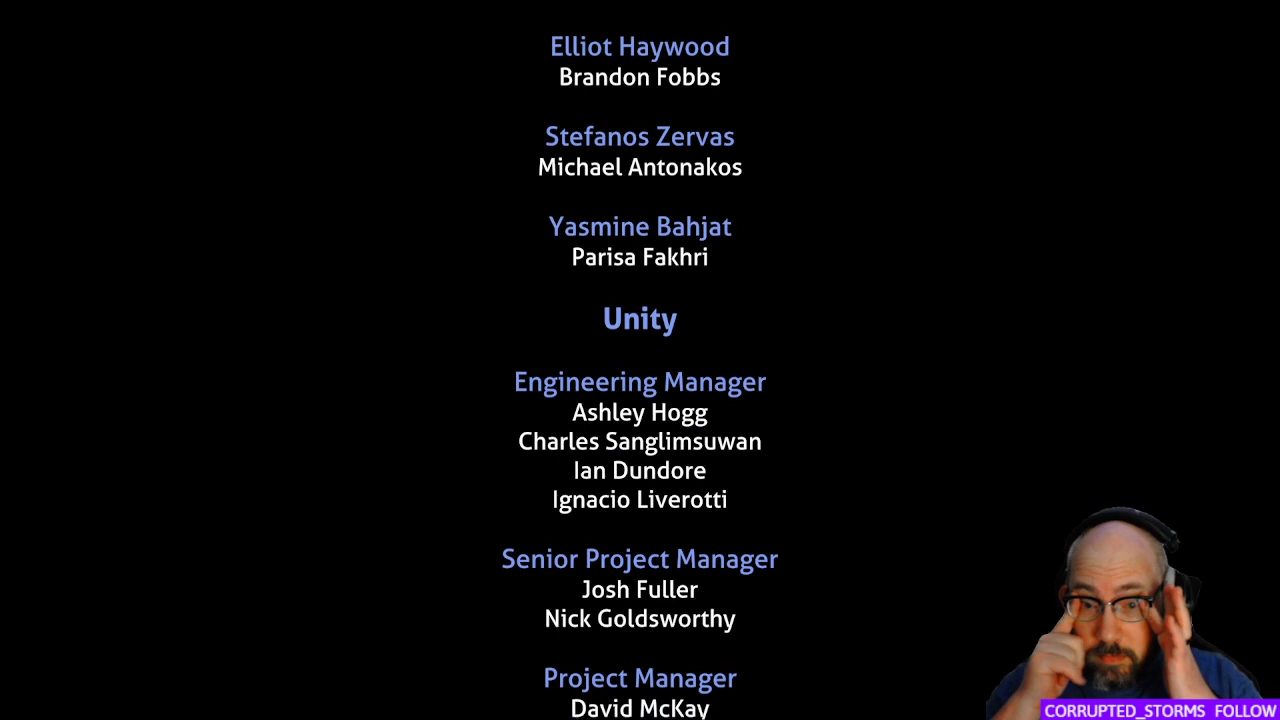 Elliot Haywood
Brandon Fobbs
Stefanos Zervas
Michael Antonakos
Yasmine Bahjat
Parisa Fakhri
Unity
Engineering Manager
Ashley Hogg
Charles Sanglimsuwan
Ian Dundore
Ignacio Liverotti
Senior Project Manager
Josh Fuller
Nick Goldsworthy
Project Manager
David McKay
CORRUPTED_STORMS FOLLOW